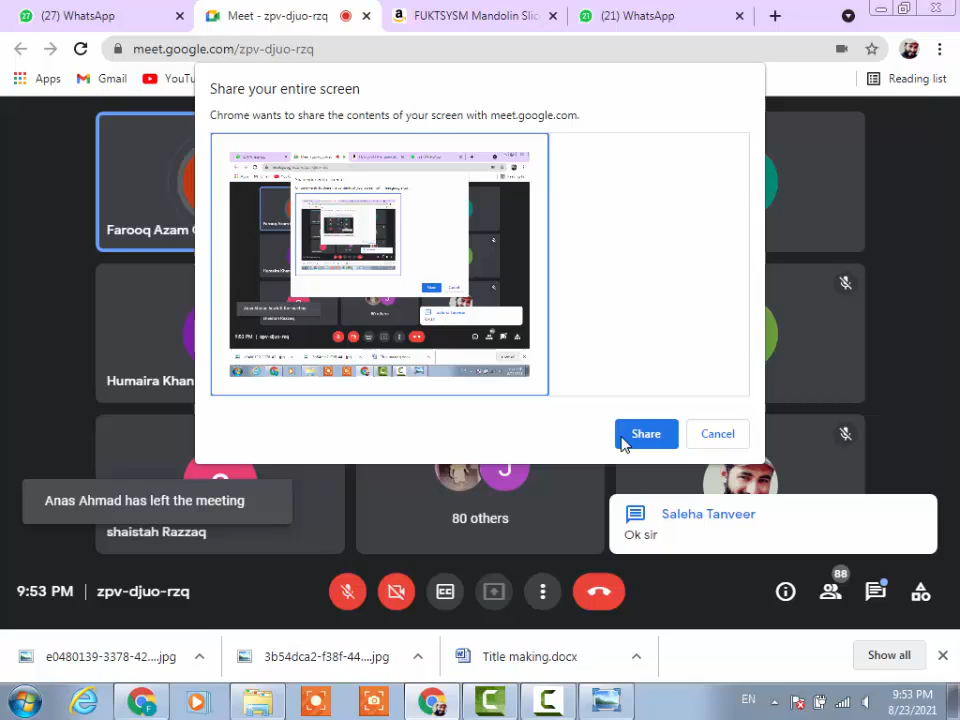 (27) WhatsApp
Meet - zpv-djuo-rzq
FUKTSYSM Mandolin Slic
(21) WhatsApp
meet.google.com/zpv-djuo-rzq
Apps
Gmail
YouTu
Reading list
Share your entire screen
Chrome wants to share the contents of your screen with meet.google.com.
Farooq Azam
Humaira Khan
Share
Cancel
Anas Ahmad has left the meeting
shaistah Razzaq
J
80 others
Saleha Tanveer
Ok sir
9:53 PM | zpv-djuo-rzq
88
e0480139-3378-42....jpg
3b54dca2-f38f-44....jpg
Title making.docx
Show all
EN
9:53 PM
8/23/2021